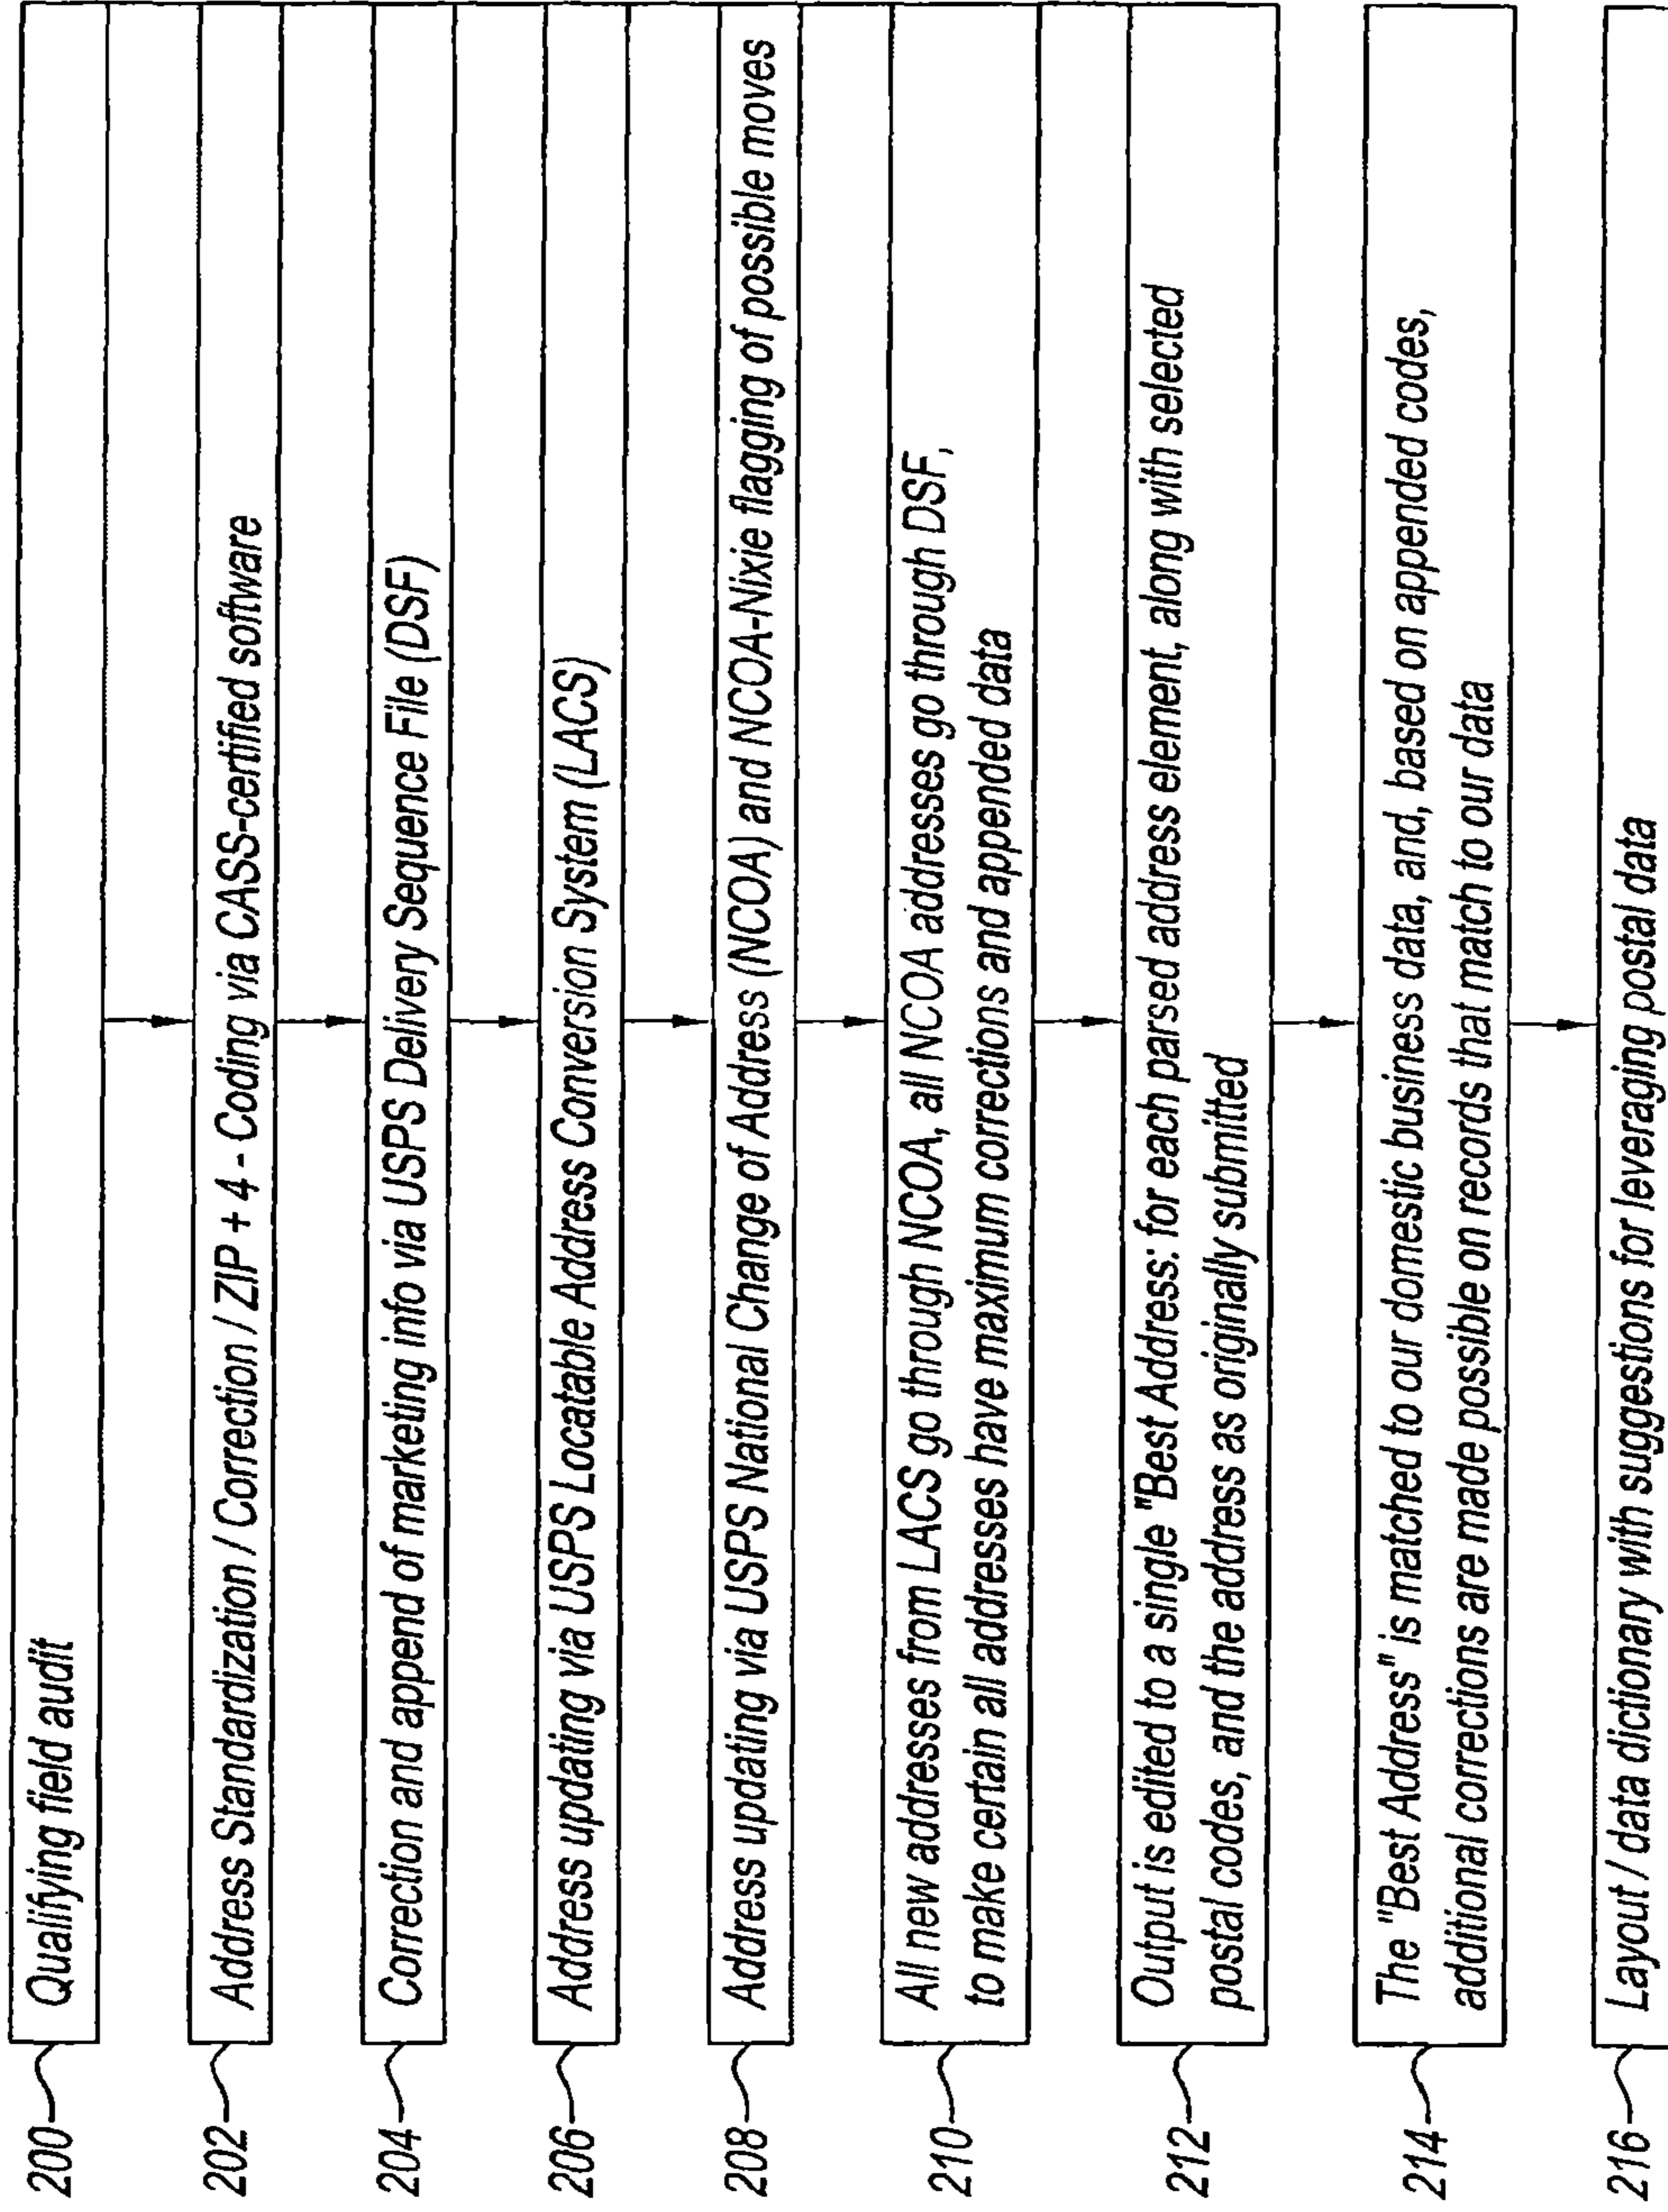 200 Qualifying field audit
202 Address Standardization / Correction / ZIP + 4 - Coding via CASS-certified software
204 Correction and append of marketing info via USPS Delivery Sequence File (DSF)
206 Address updating via USPS Locatable Address Conversion System (LACS)
208 Address updating via USPS National Change of Address (NCOA) and NCOA-Nixie flagging of possible moves
210 All new addresses from LACS go through NCOA, all NCOA addresses go through DSF,
to make certain all addresses have maximum corrections and appended data
212 Output is edited to a single "Best Address: for each parsed address element, along with selected
postal codes, and the address as originally submitted
214 The "Best Address" is matched to our domestic business data, and, based on appended codes,
additional corrections are made possible on records that match to our data
216 Layout / data dictionary with suggestions for leveraging postal data